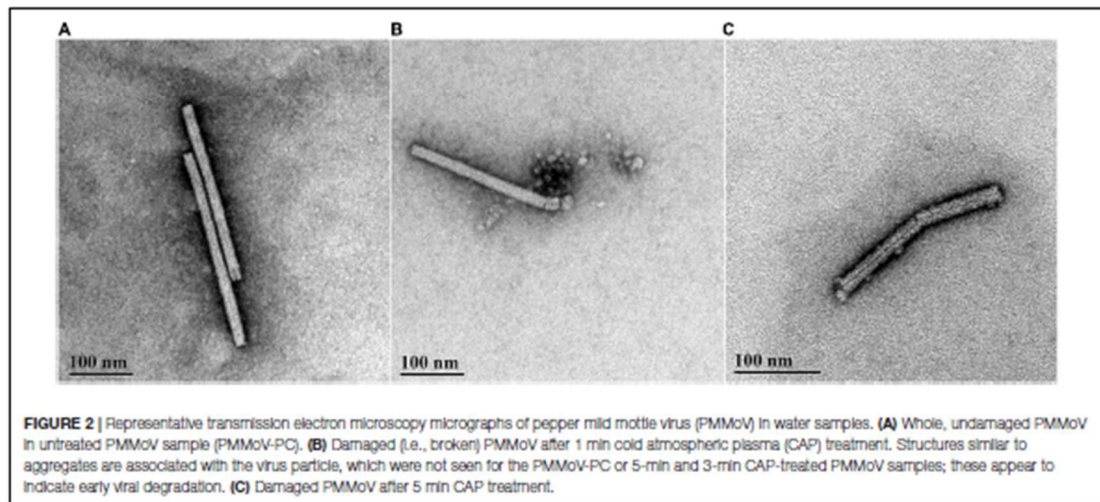 A B C
100 nm 100 nm 100 nm
FIGURE 2 | Representative transmission electron microscopy micrographs of pepper mild mottle virus (PMMoV) in water samples. (A) Whole, undamaged PMMoV
in untreated PMMoV sample (PMMoV-PC). (B) Damaged (i.e., broken) PMMoV after 1 min cold atmospheric plasma (CAP) treatment. Structures similar to
aggregates are associated with the virus particle, which were not seen for the PMMoV-PC or 5-min and 3-min CAP-treated PMMoV samples; these appear to
indicate early viral degradation. (C) Damaged PMMoV after 5 min CAP treatment.